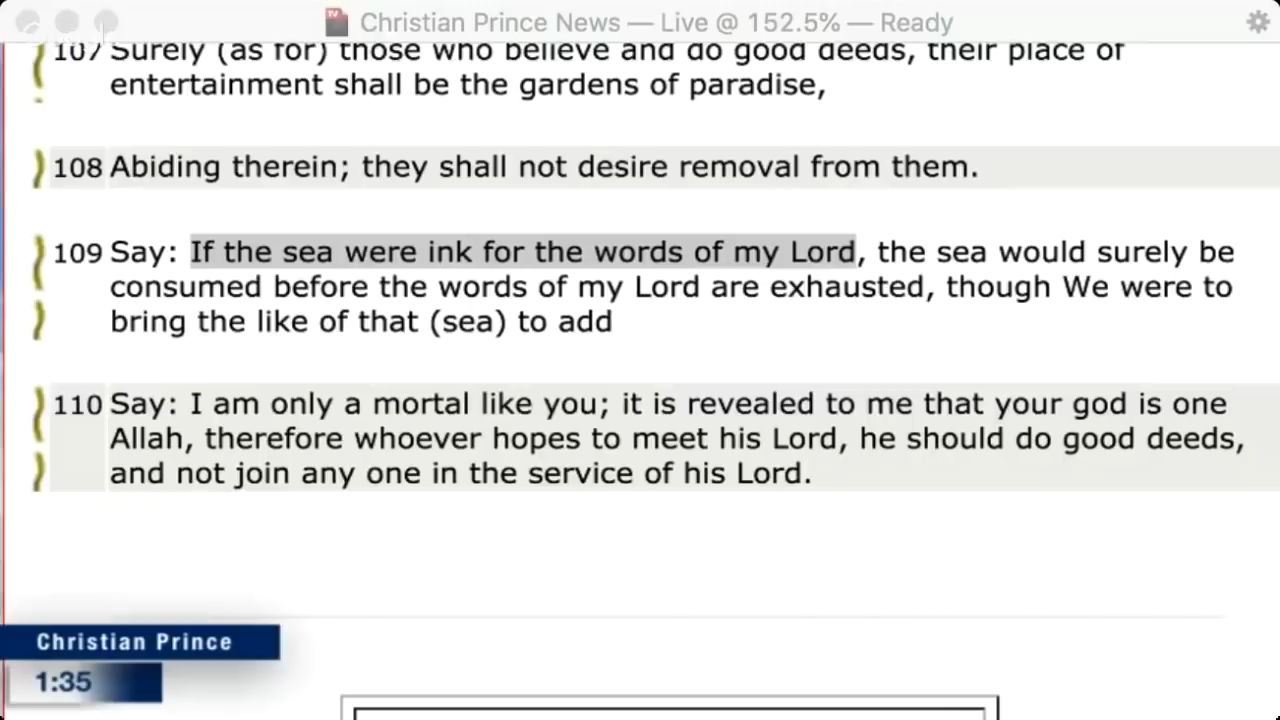 Christian Prince News — Live @ 152.5% — Ready
107 Surely (as for) those who believe and do good deeds, their place of
entertainment shall be the gardens of paradise,
108 Abiding therein; they shall not desire removal from them.
109 Say: If the sea were ink for the words of my Lord, the sea would surely be
consumed before the words of my Lord are exhausted, though We were to
bring the like of that (sea) to add
110 Say: I am only a mortal like you; it is revealed to me that your god is one
Allah, therefore whoever hopes to meet his Lord, he should do good deeds,
and not join any one in the service of his Lord.
Christian Prince
1:35